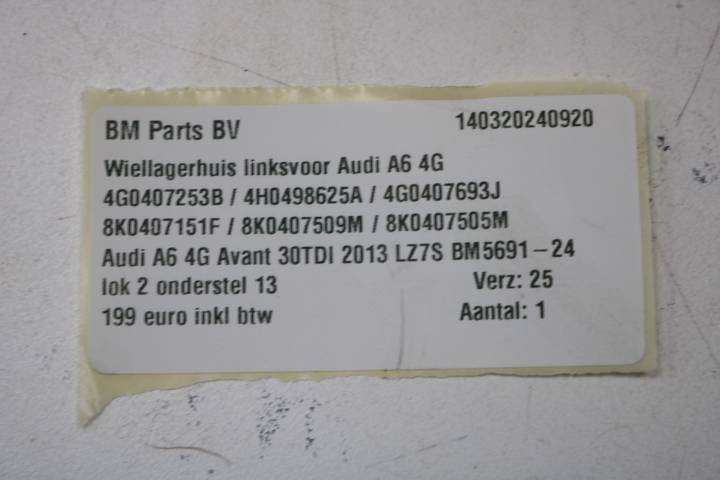 BM Parts BV 140320240920
Wiellagerhuis linksvoor Audi A6 4G
4G0407253B / 4H0498625A / 4G0407693J
8K0407151F / 8K0407509M / 8K0407505M
Audi A6 4G Avant 30TDI 2013 LZ7S BM5691-24
lok 2 onderstel 13 Verz: 25
199 euro inkl btw Aantal: 1